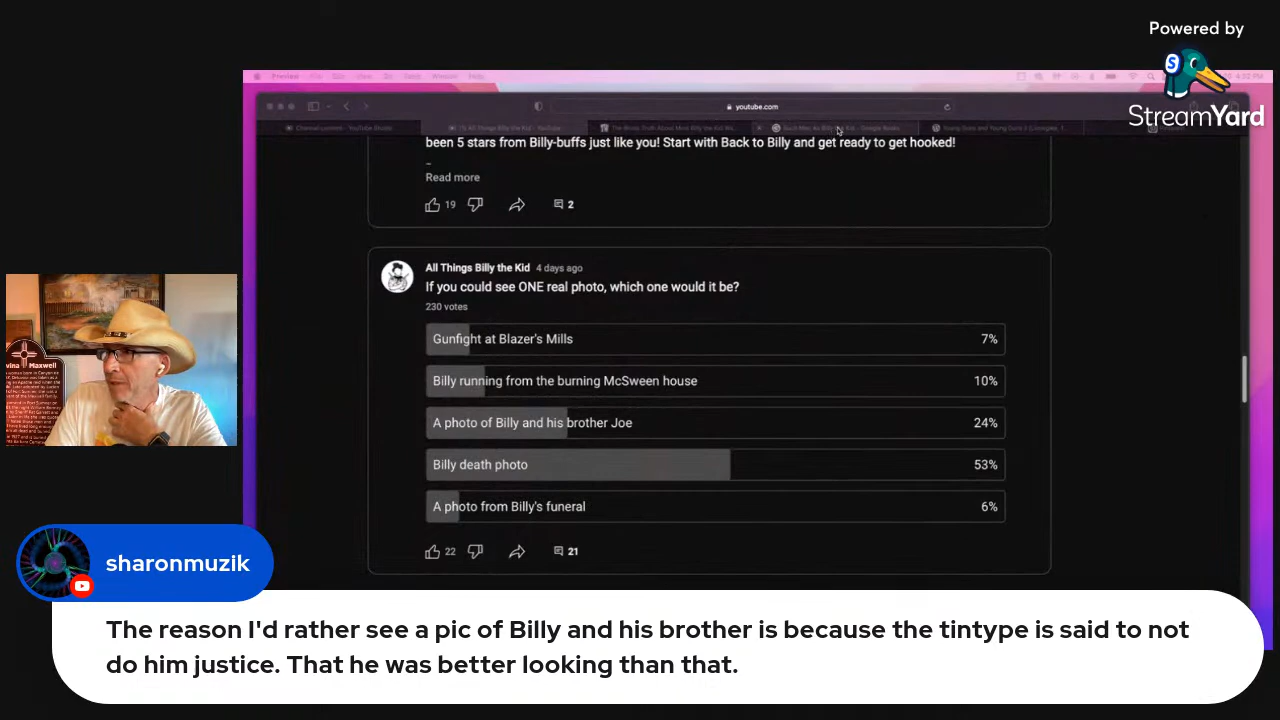 Powered by
StreamYard
youtube.com
been 5 stars from Billy-buffs just like you! Start with Back to Billy and get ready to get hooked!
–
Read more
19
2
All Things Billy the Kid 4 days ago
If you could see ONE real photo, which one would it be?
230 votes
Gunfight at Blazer's Mills 7%
Billy running from the burning McSween house 10%
A photo of Billy and his brother Joe 24%
Billy death photo 53%
A photo from Billy's funeral 6%
22
21
Maxwell
sharonmuzik
The reason I'd rather see a pic of Billy and his brother is because the tintype is said to not
do him justice. That he was better looking than that.